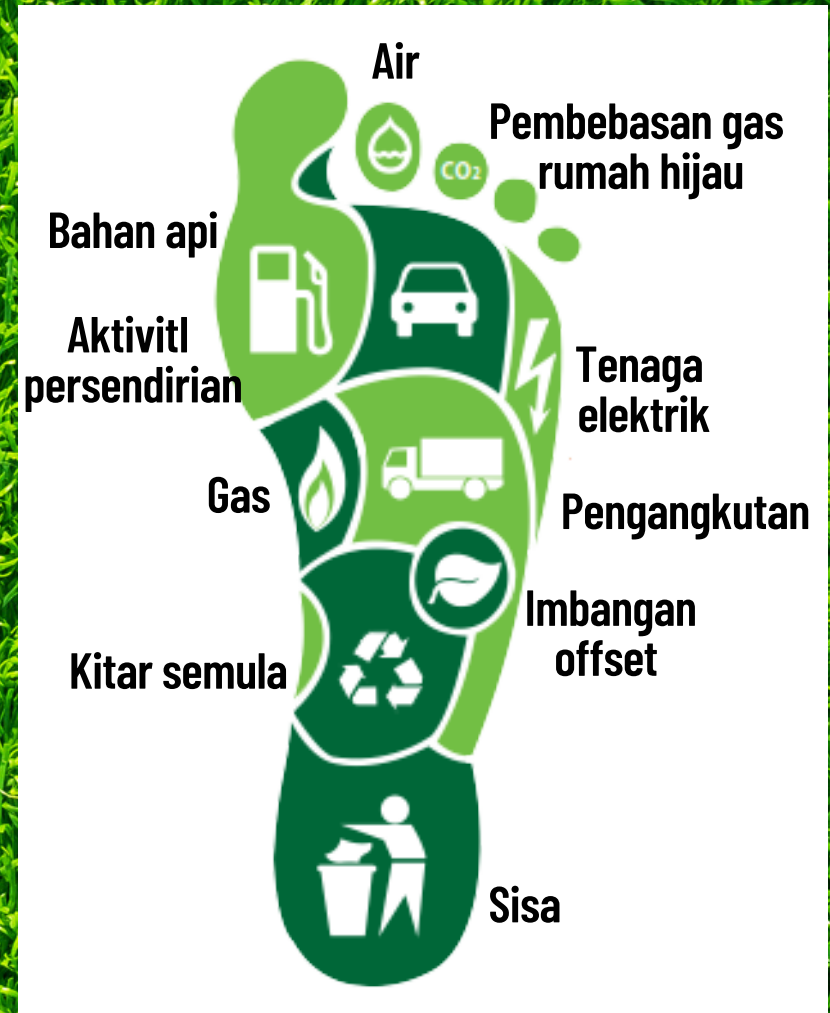 Air
Pembebasan gas
rumah hijau
CO₂
Bahan api
Aktivitl
persendirian
Tenaga
elektrik
Gas
Pengangkutan
Imbangan
offset
Kitar semula
Sisa